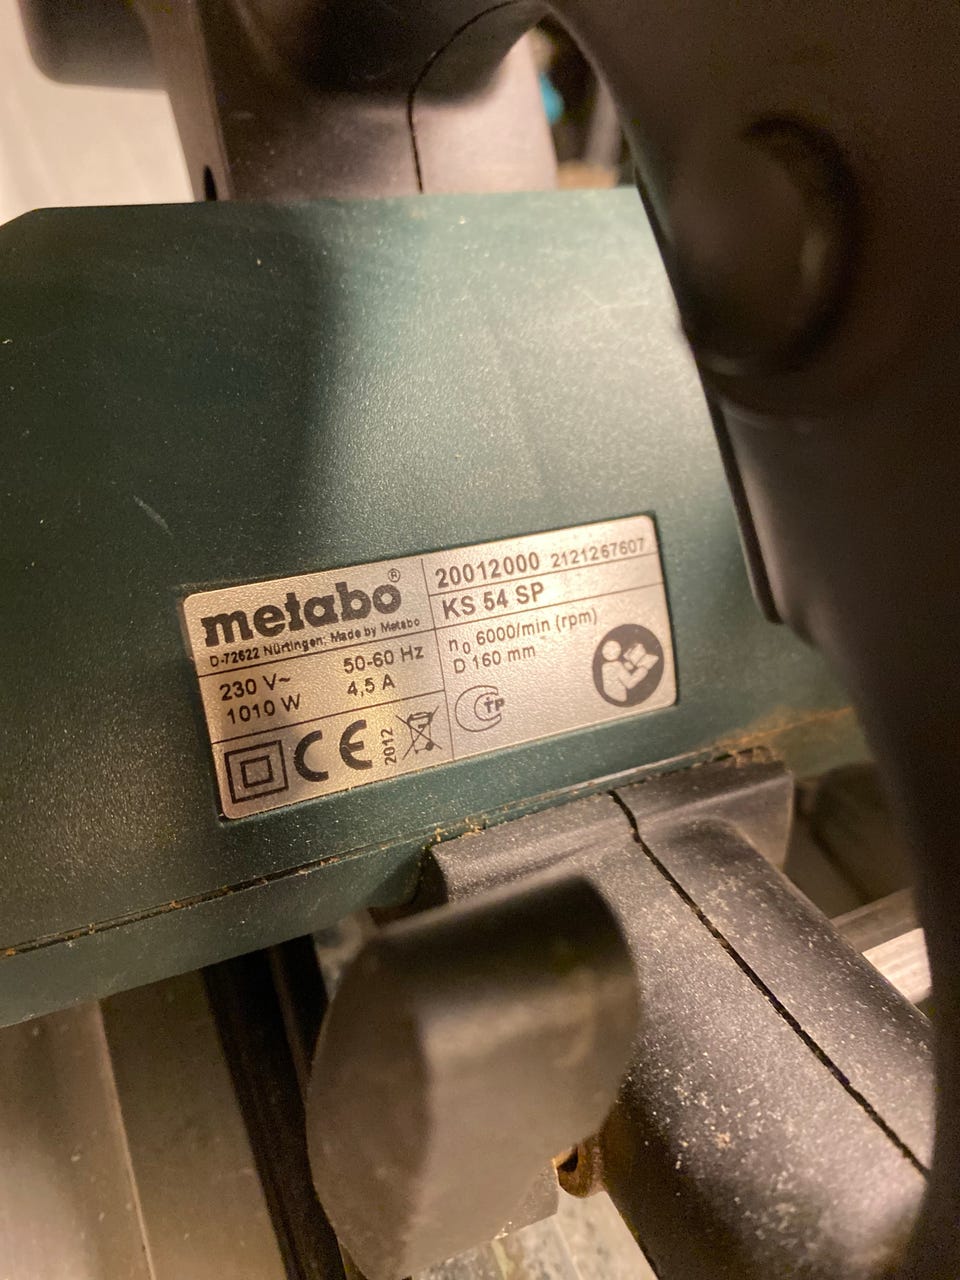 metabo®
D-72622 Nürtingen; Made by Metabo
230 V~ 50-60 Hz
1010 W 4,5 A
CE 2012
20012000 2121267607
KS 54 SP
n0 6000/min (rpm)
D 160 mm
TP